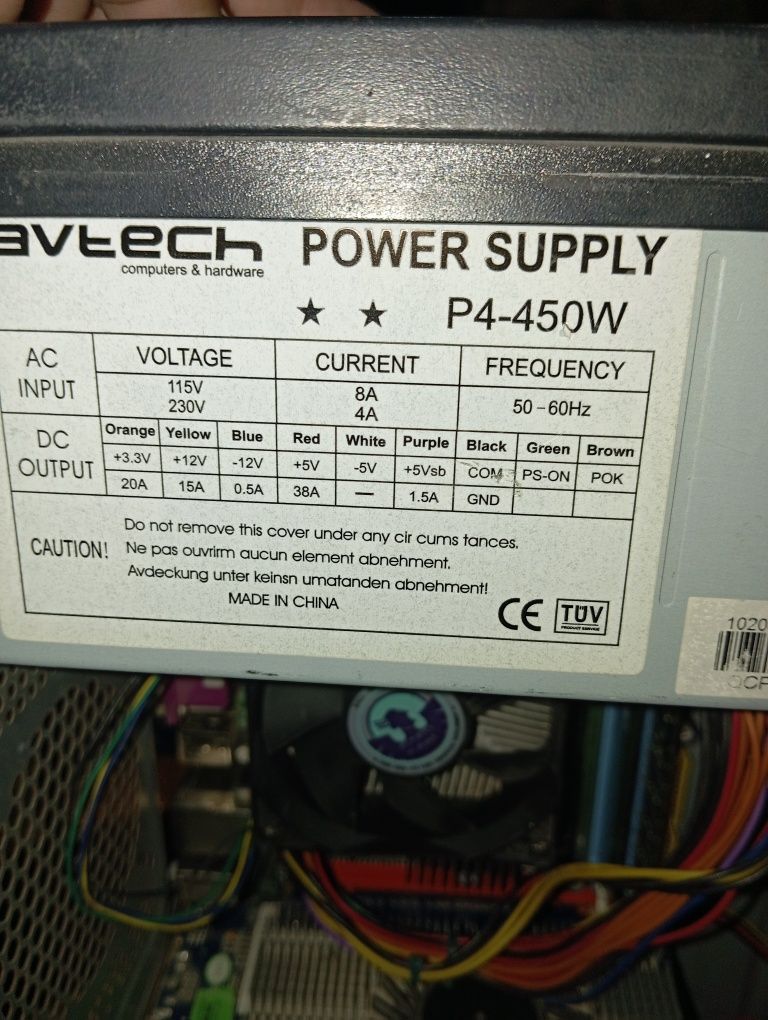 avtech
computers & hardware
POWER SUPPLY
★ ★ P4-450W
AC INPUT VOLTAGE CURRENT FREQUENCY
115V 8A 50-60Hz
230V 4A
DC OUTPUT Orange Yellow Blue Red White Purple Black Green Brown
+3.3V +12V -12V +5V -5V +5Vsb COM PS-ON POK
20A 15A 0.5A 38A — 1.5A GND
CAUTION!
Do not remove this cover under any cir cums tances.
Ne pas ouvrirm aucun element abnehment.
Avdeckung unter keinsn umatanden abnehment!
MADE IN CHINA
CE TÜV
PRODUCT SERVICE
1020